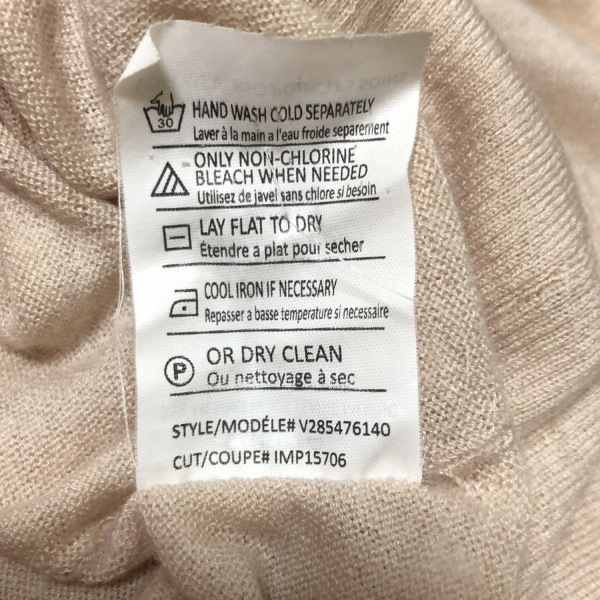 30
HAND WASH COLD SEPARATELY
Laver à la main a l'eau froide separement
ONLY NON-CHLORINE
BLEACH WHEN NEEDED
Utilisez de javel sans chlore si besoin
LAY FLAT TO DRY
Étendre a plat pour secher
COOL IRON IF NECESSARY
Repasser a basse temperature si necessaire
P
OR DRY CLEAN
Ou nettoyage à sec
STYLE/MODÉLE# V285476140
CUT/COUPE# IMP15706